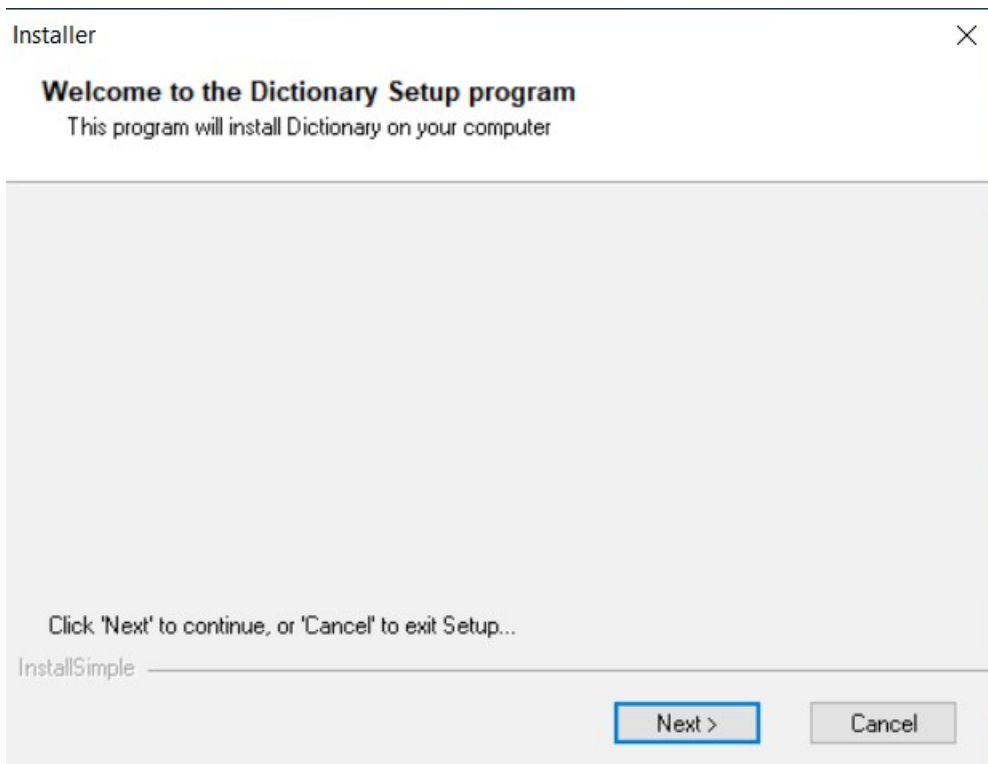 Installer
Welcome to the Dictionary Setup program
This program will install Dictionary on your computer
Click 'Next' to continue, or 'Cancel' to exit Setup...
InstallSimple
Next >
Cancel